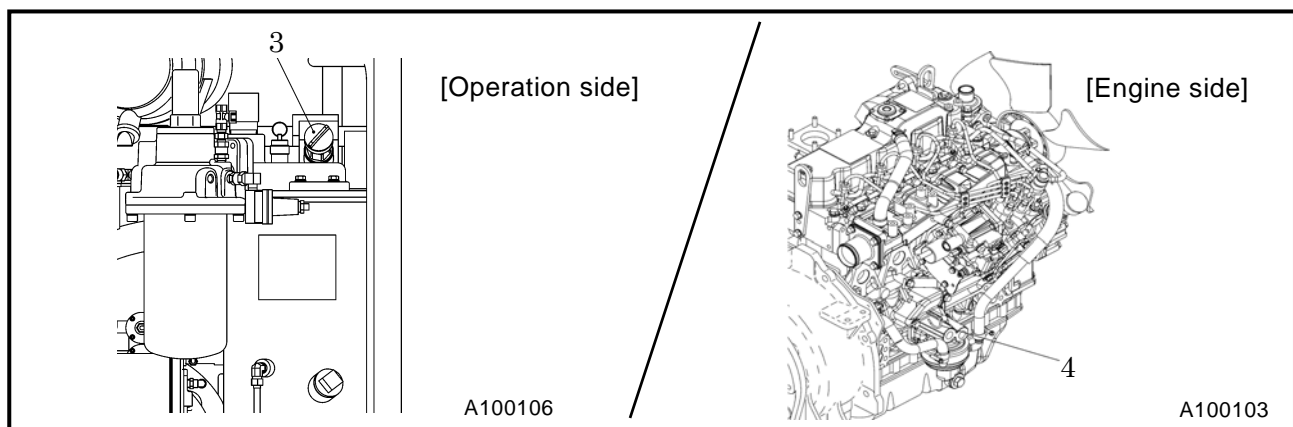 3
[Operation side]
A100106
[Engine side]
4
A100103